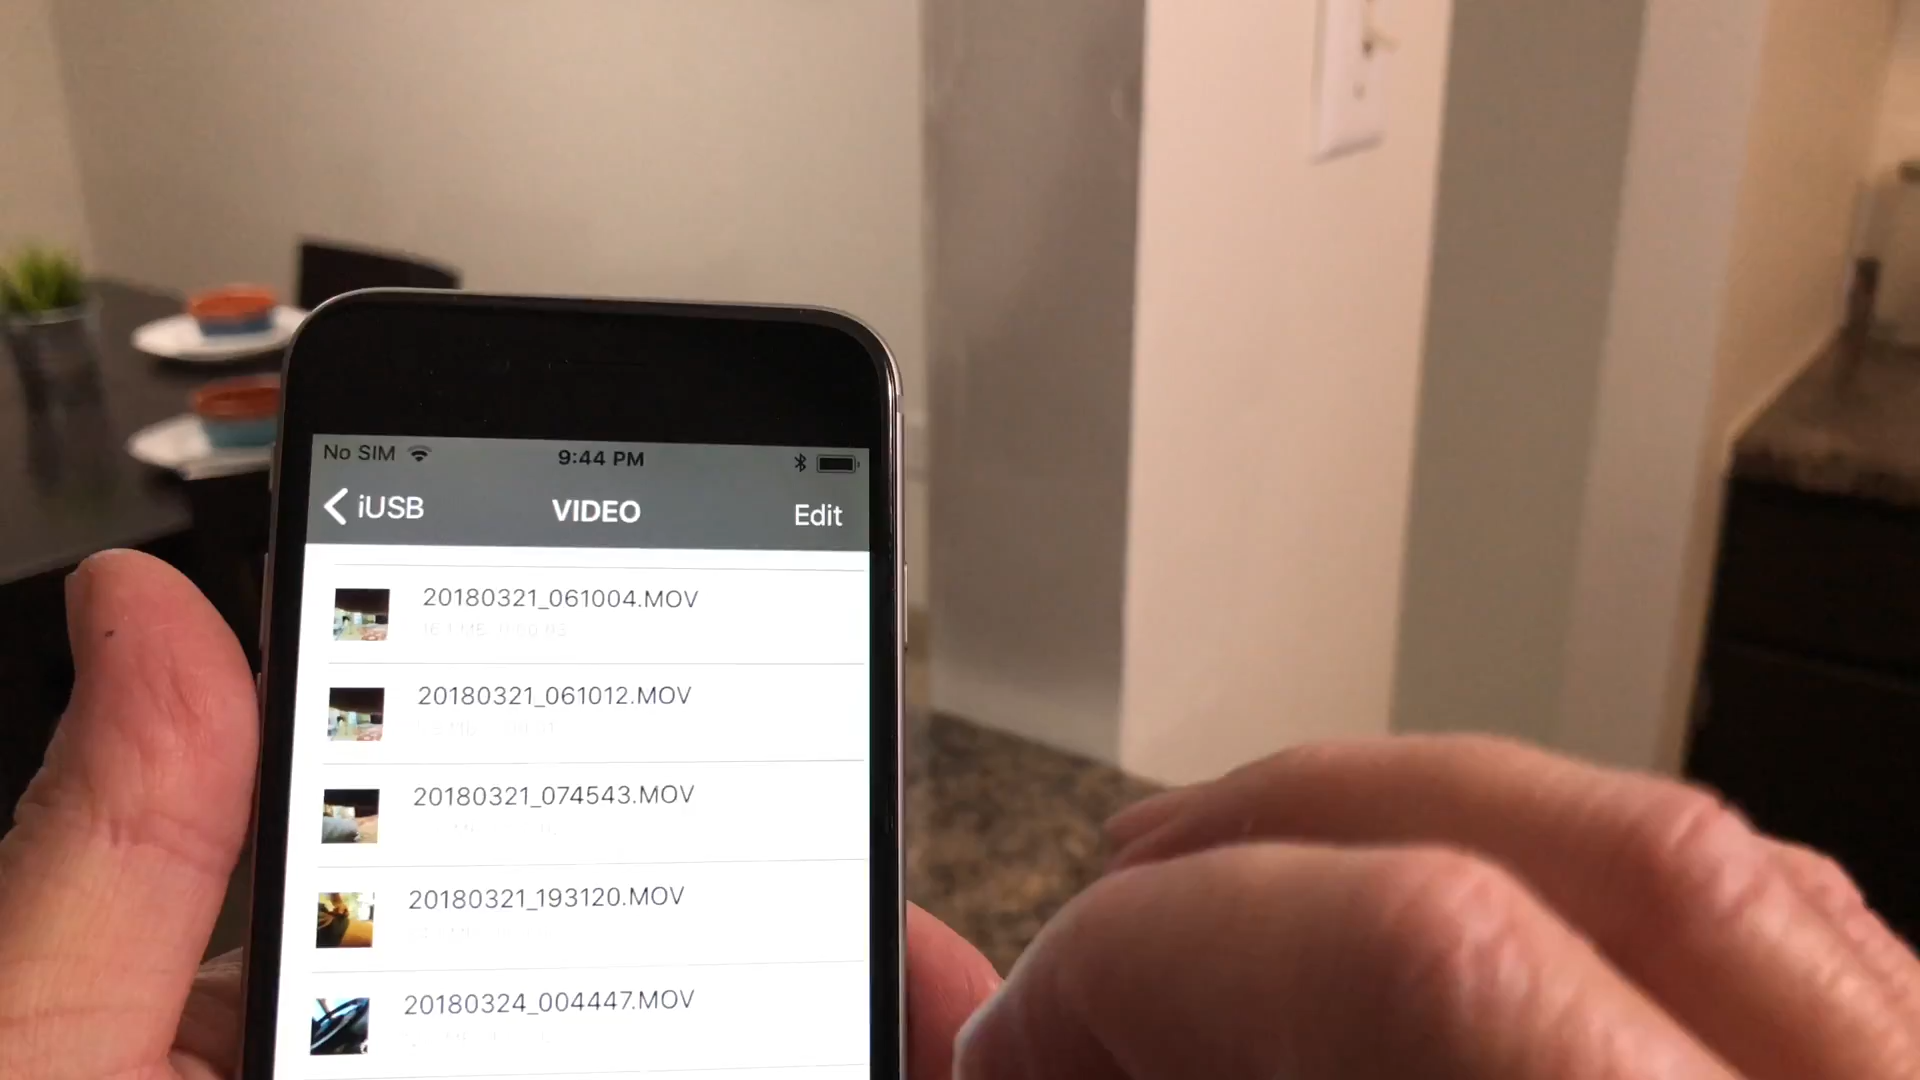 No SIM 9:44 PM
iUSB VIDEO Edit
20180321_061004.MOV
20180321_061012.MOV
20180321_074543.MOV
20180321_193120.MOV
20180324_004447.MOV